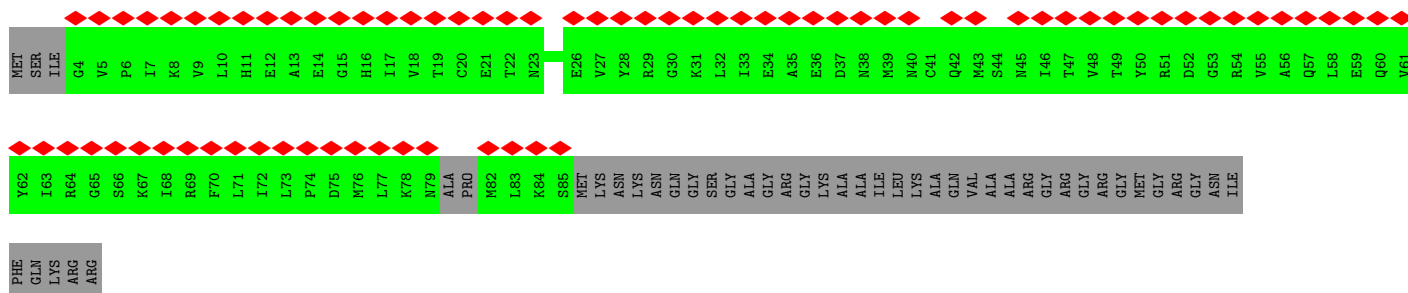 MET SER ILE G4 V5 P6 I7 K8 V9 L10 H11 E12 A13 E14 G15 H16 I17 V18 T19 C20 E21 T22 N23 E26 V27 Y28 R29 G30 K31 L32 I33 E34 A35 E36 D37 N38 M39 N40 C41 Q42 M43 S44 N45 I46 T47 V48 T49 Y50 R51 D52 G53 R54 V55 A56 Q57 L58 E59 Q60 V61
Y62 I63 R64 G65 S66 K67 I68 R69 F70 L71 I72 L73 P74 D75 M76 L77 K78 N79 ALA PRO M82 L83 K84 S85 MET LYS ASN LYS ASN GLN GLY SER GLY ALA GLY ARG GLY LYS ALA ALA ILE LEU LYS ALA GLN VAL ALA ALA ARG GLY ARG GLY ARG GLY MET GLY ARG GLY ASN ILE
PHE GLN LYS ARG ARG